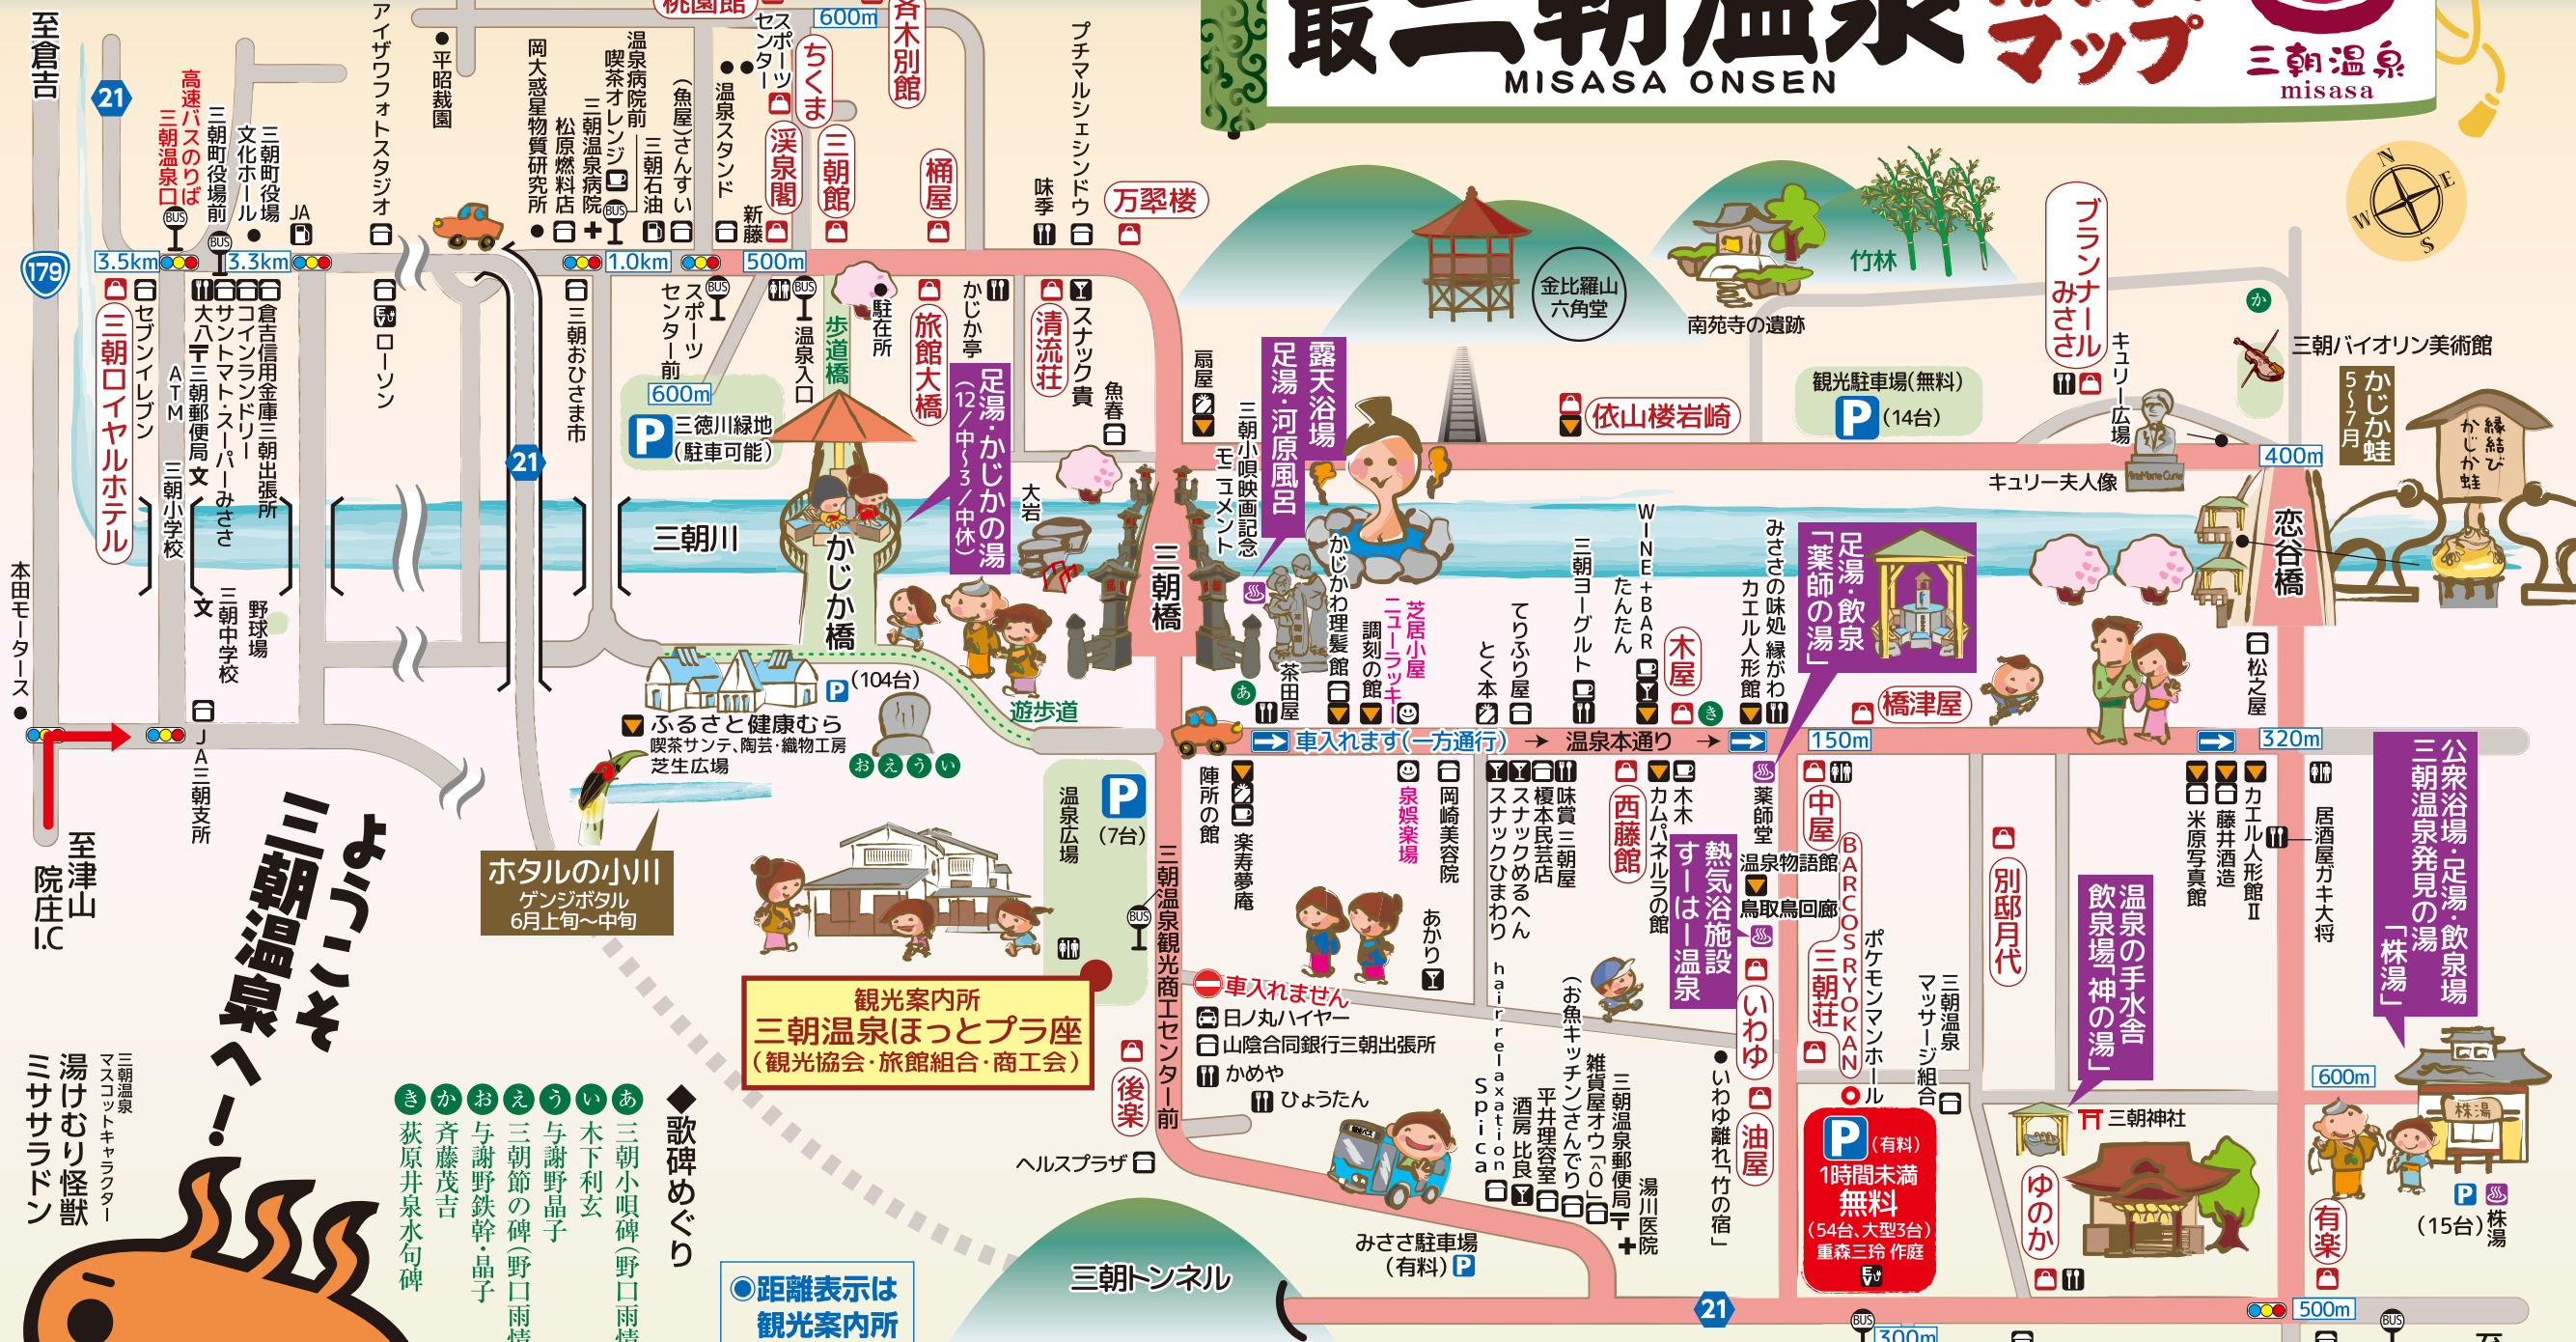 三朝温泉
マップ
MISASA ONSEN
三朝温泉
misasa
N
E
W
S
至倉吉
21
高速バスのりば
三朝温泉口
BUS
三朝町役場前
BUS
三朝町役場
文化ホール
JA
アイザワフォトスタジオ
平昭裁園
岡大惑星物質研究所
松原燃料店
三朝温泉病院
喫茶オレンジ
温泉病院前
BUS
三朝石油
(魚屋)さんすい
温泉スタンド
新藤
桃園館
スポーツ
センター
600m
ちくま
斉木別館
渓泉閣
三朝館
桶屋
味季
プチマルシェシンドウ
万翆楼
179
3.5km
3.3km
1.0km
500m
三朝ロイヤルホテル
セブンイレブン
ATM
三朝小学校
大八
三朝郵便局
文
サントマト・スーパーみささ
コインランドリー
倉吉信用金庫三朝出張所
EV
ローソン
21
三朝おひさま市
スポーツ
センター前
BUS
600m
P
三徳川緑地
(駐車可能)
BUS
温泉入口
歩道橋
駐在所
旅館大橋
かじか亭
清流荘
スナック貴
魚春
足湯・かじかの湯
(12/中〜3/中休)
大岩
三朝川
かじか橋
三朝橋
扇屋
三朝小唄映画記念
モニュメント
露天浴場
足湯・河原風呂
金比羅山
六角堂
南苑寺の遺跡
竹林
依山楼岩崎
観光駐車場(無料)
P
(14台)
ブランナール
みささ
キュリー広場
キュリー夫人像
か
三朝バイオリン美術館
かじか蛙
5〜7月
400m
縁結び
かじか蛙
恋谷橋
本田モータース
文
三朝中学校
野球場
JA三朝支所
至津山
院庄I.C
P
(104台)
ふるさと健康むら
喫茶サンテ、陶芸・織物工房
芝生広場
お
え
う
い
遊歩道
ホタルの小川
ゲンジボタル
6月上旬〜中旬
あ
茶田屋
かじかわ理髪館
調刻の館
芝居小屋
ニューラッキー
とく本
てりふり屋
三朝ヨーグルト
WINE+BAR
たんたん
木屋
き
カエル人形館
みささの味処 縁がわ
足湯・飲泉
「薬師の湯」
橋津屋
松之屋
車入れます(一方通行)
→
温泉本通り
→
150m
320m
温泉広場
P
(7台)
BUS
三朝温泉観光商工センター前
陣所の館
楽寿夢庵
泉娯楽場
岡崎美容院
あかり
スナックひまわり
スナックめるへん
榎本民芸店
味賞 三朝屋
西藤館
カムパネルラの館
木木
薬師堂
中屋
温泉物語館
鳥取鳥回廊
熱気浴施設
すーはー温泉
BARCOS RYOKAN
三朝荘
ポケモンマンホール
三朝温泉
マッサージ組合
別邸月代
温泉の手水舎
飲泉場「神の湯」
米原写真館
藤井酒造
カエル人形館Ⅱ
居酒屋ガキ大将
公衆浴場・足湯・飲泉場
三朝温泉発見の湯
「株湯」
観光案内所
三朝温泉ほっとプラ座
(観光協会・旅館組合・商工会)
後楽
車入れません
日ノ丸ハイヤー
山陰合同銀行三朝出張所
かめや
ひょうたん
ヘルスプラザ
hair relaxation
Spica
酒房 比良
平井理容室
(お魚キッチン)さんでり
雑貨屋オウ「^O」
三朝温泉郵便局
湯川医院
いわゆ離れ「竹の宿」
いわゆ
油屋
P
(有料)
1時間未満
無料
(54台、大型3台)
重森三玲 作庭
EV
三朝神社
ゆのか
600m
株湯
P
(15台)
株湯
有楽
みささ駐車場
(有料)
P
三朝トンネル
21
BUS
300m
500m
BUS
ようこそ
三朝温泉へ!
三朝温泉
マスコットキャラクター
湯けむり怪獣
ミササラドン
◆歌碑めぐり
あ 三朝小唄碑(野口雨情
い 木下利玄
う 与謝野晶子
え 三朝節の碑(野口雨情
お 与謝野鉄幹・晶子
か 斉藤茂吉
き 荻原井泉水句碑
◉距離表示は
観光案内所